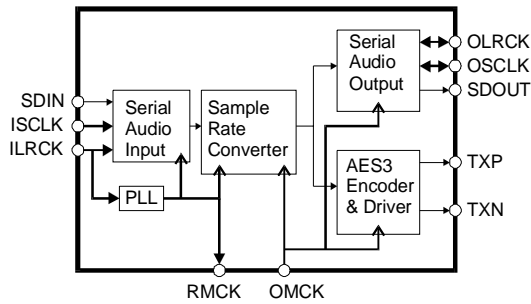 SDIN
ISCLK
ILRCK
Serial
Audio
Input
PLL
Sample
Rate
Converter
Serial
Audio
Output
AES3
Encoder
& Driver
OLRCK
OSCLK
SDOUT
TXP
TXN
RMCK
OMCK